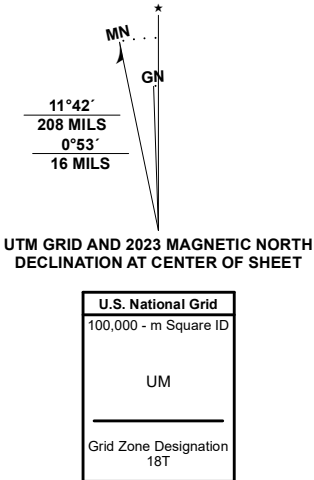 MN
GN
11°42´
208 MILS
0°53´
16 MILS
UTM GRID AND 2023 MAGNETIC NORTH
DECLINATION AT CENTER OF SHEET
U.S. National Grid
100,000 - m Square ID
UM
Grid Zone Designation
18T